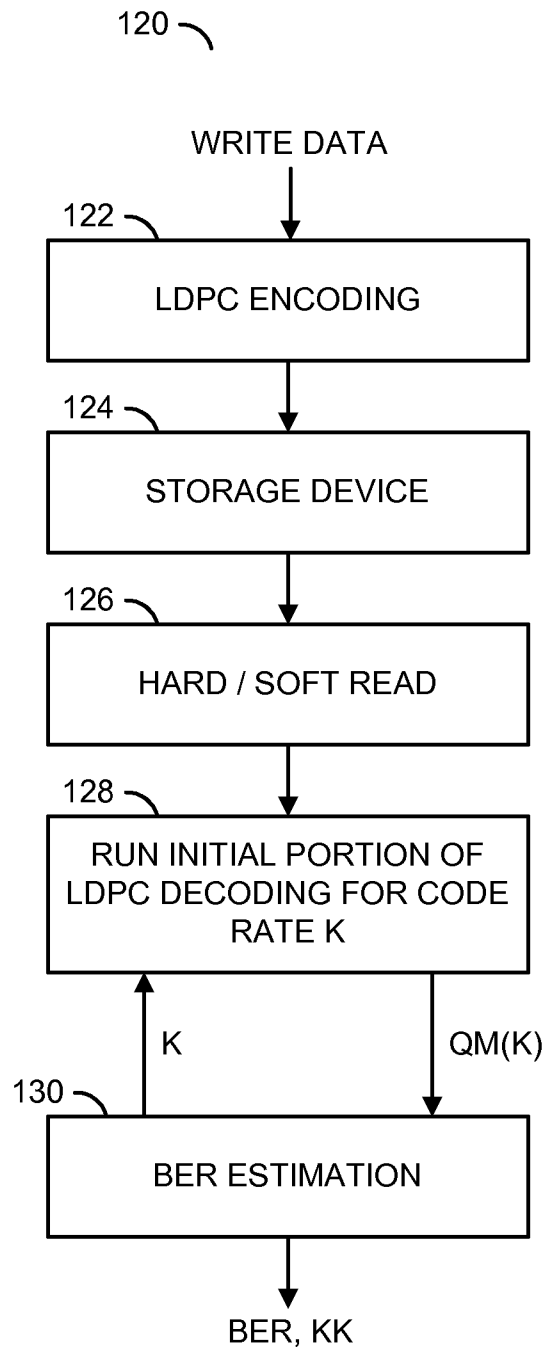 120
WRITE DATA
122
LDPC ENCODING
124
STORAGE DEVICE
126
HARD / SOFT READ
128
RUN INITIAL PORTION OF
LDPC DECODING FOR CODE
RATE K
K
QM(K)
130
BER ESTIMATION
BER, KK